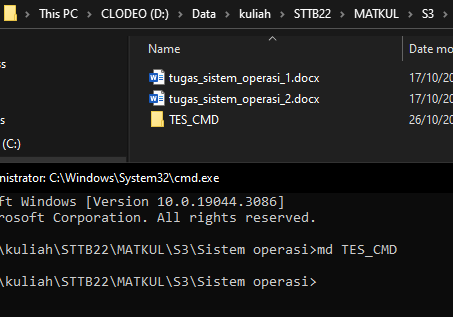 This PC > CLODEO (D:) > Data > kuliah > STTB22 > MATKUL > S3 >
Name
Date mo
tugas_sistem_operasi_1.docx
17/10/20
tugas_sistem_operasi_2.docx
17/10/20
TES_CMD
26/10/20
(C:)
nistrator: C:\Windows\System32\cmd.exe
ft Windows [Version 10.0.19044.3086]
rosoft Corporation. All rights reserved.
\kuliah\STTB22\MATKUL\S3\Sistem operasi>md TES_CMD
\kuliah\STTB22\MATKUL\S3\Sistem operasi>